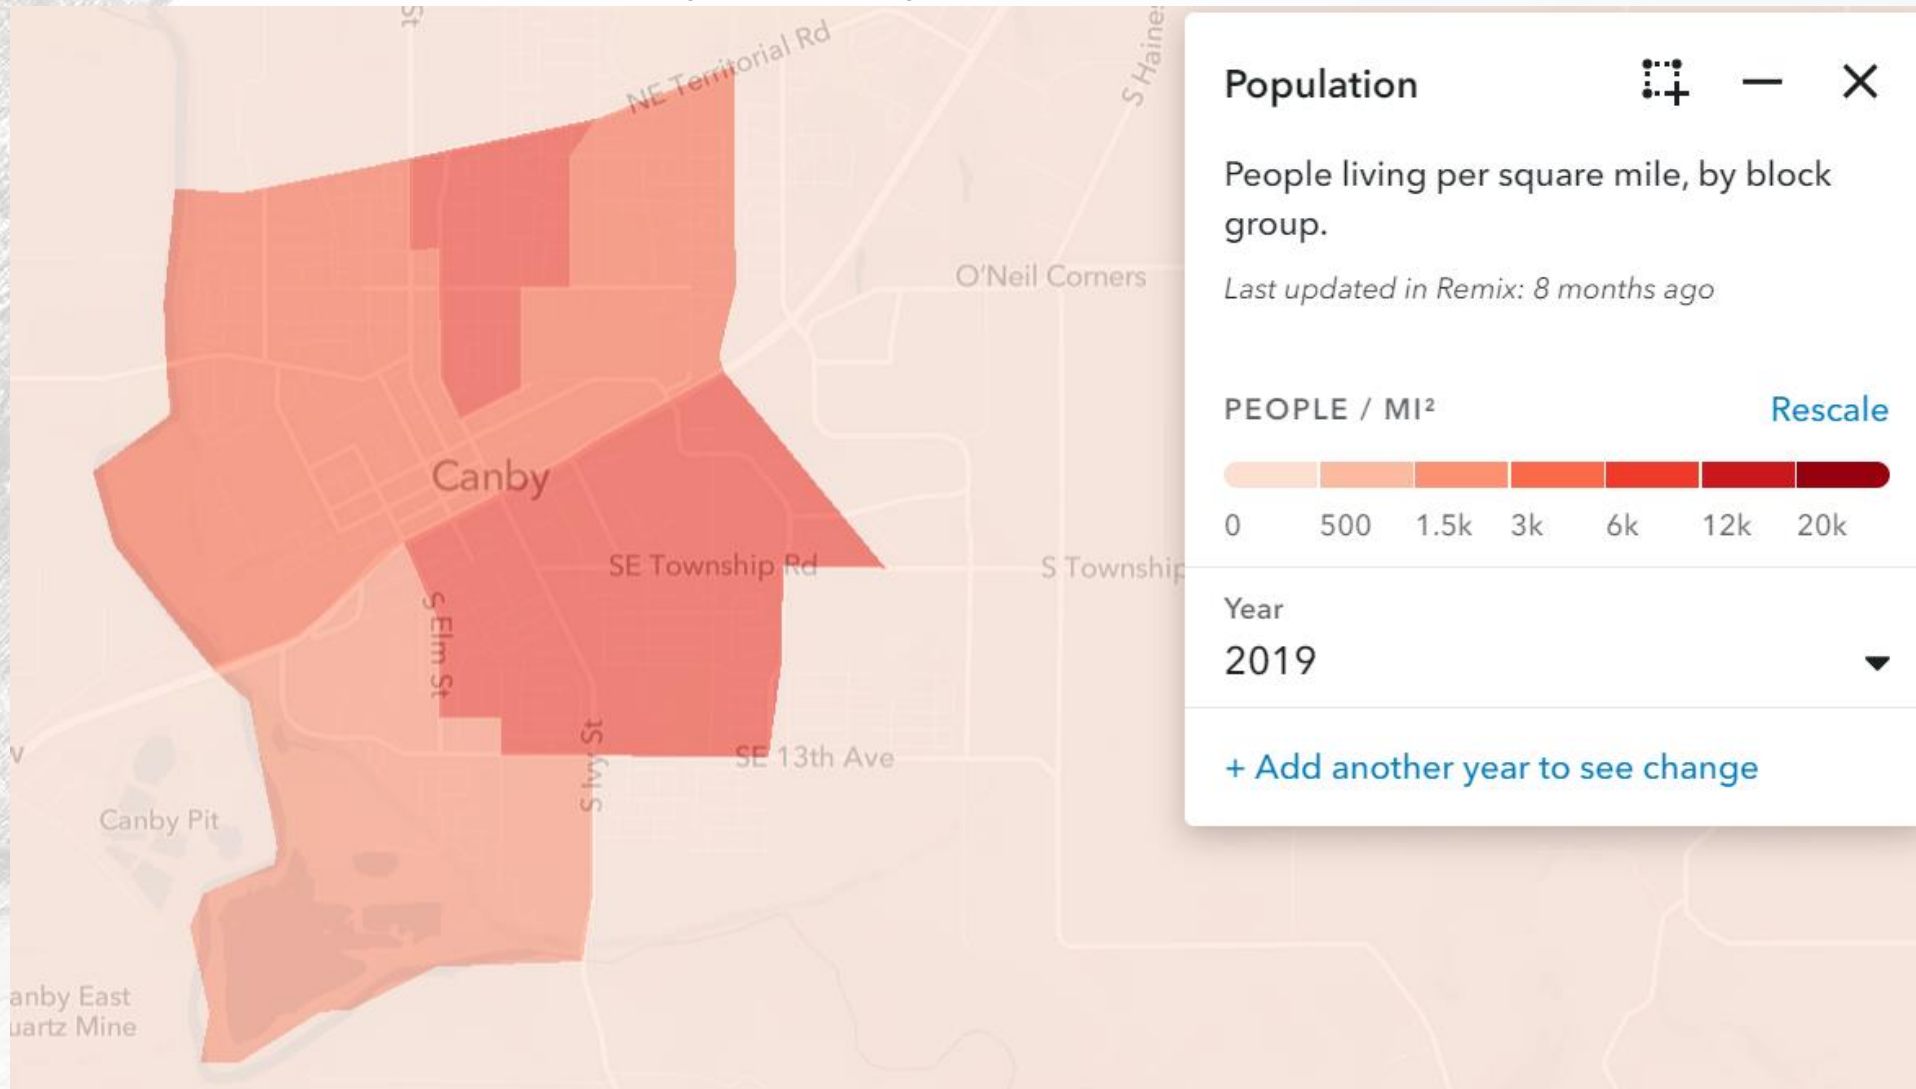 St
NE Territorial Rd
S Haines
O'Neil Corners
Canby
SE Township Rd
S Township
S Elm St
S Ivy St
SE 13th Ave
Canby Pit
anby East
uartz Mine
Population
People living per square mile, by block
group.
Last updated in Remix: 8 months ago
PEOPLE / MI²
Rescale
0 500 1.5k 3k 6k 12k 20k
Year
2019
+ Add another year to see change